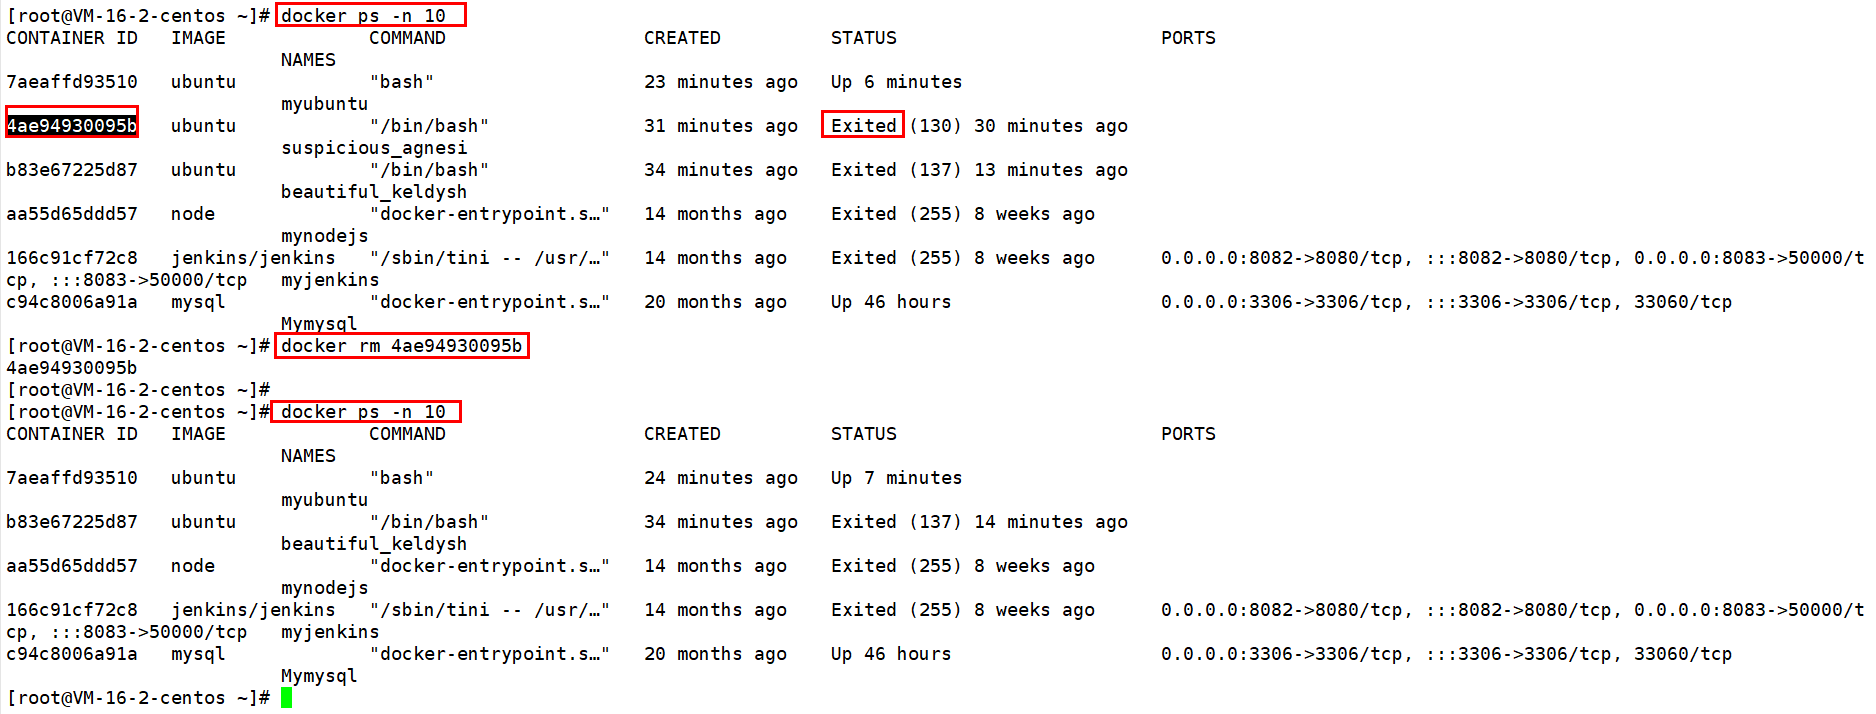 [root@VM-16-2-centos ~]# docker ps -n 10
CONTAINER ID   IMAGE             COMMAND                  CREATED          STATUS                        PORTS
                         NAMES
7aeaffd93510   ubuntu            "bash"                   23 minutes ago   Up 6 minutes
                         myubuntu
4ae94930095b   ubuntu            "/bin/bash"              31 minutes ago   Exited (130) 30 minutes ago
                         suspicious_agnesi
b83e67225d87   ubuntu            "/bin/bash"              34 minutes ago   Exited (137) 13 minutes ago
                         beautiful_keldysh
aa55d65ddd57   node              "docker-entrypoint.s…"   14 months ago    Exited (255) 8 weeks ago
                         mynodejs
166c91cf72c8   jenkins/jenkins   "/sbin/tini -- /usr/…"   14 months ago    Exited (255) 8 weeks ago      0.0.0.0:8082->8080/tcp, :::8082->8080/tcp, 0.0.0.0:8083->50000/t
cp, :::8083->50000/tcp   myjenkins
c94c8006a91a   mysql             "docker-entrypoint.s…"   20 months ago    Up 46 hours                   0.0.0.0:3306->3306/tcp, :::3306->3306/tcp, 33060/tcp
                         Mymysql
[root@VM-16-2-centos ~]# docker rm 4ae94930095b
4ae94930095b
[root@VM-16-2-centos ~]#
[root@VM-16-2-centos ~]# docker ps -n 10
CONTAINER ID   IMAGE             COMMAND                  CREATED          STATUS                        PORTS
                         NAMES
7aeaffd93510   ubuntu            "bash"                   24 minutes ago   Up 7 minutes
                         myubuntu
b83e67225d87   ubuntu            "/bin/bash"              34 minutes ago   Exited (137) 14 minutes ago
                         beautiful_keldysh
aa55d65ddd57   node              "docker-entrypoint.s…"   14 months ago    Exited (255) 8 weeks ago
                         mynodejs
166c91cf72c8   jenkins/jenkins   "/sbin/tini -- /usr/…"   14 months ago    Exited (255) 8 weeks ago      0.0.0.0:8082->8080/tcp, :::8082->8080/tcp, 0.0.0.0:8083->50000/t
cp, :::8083->50000/tcp   myjenkins
c94c8006a91a   mysql             "docker-entrypoint.s…"   20 months ago    Up 46 hours                   0.0.0.0:3306->3306/tcp, :::3306->3306/tcp, 33060/tcp
                         Mymysql
[root@VM-16-2-centos ~]#